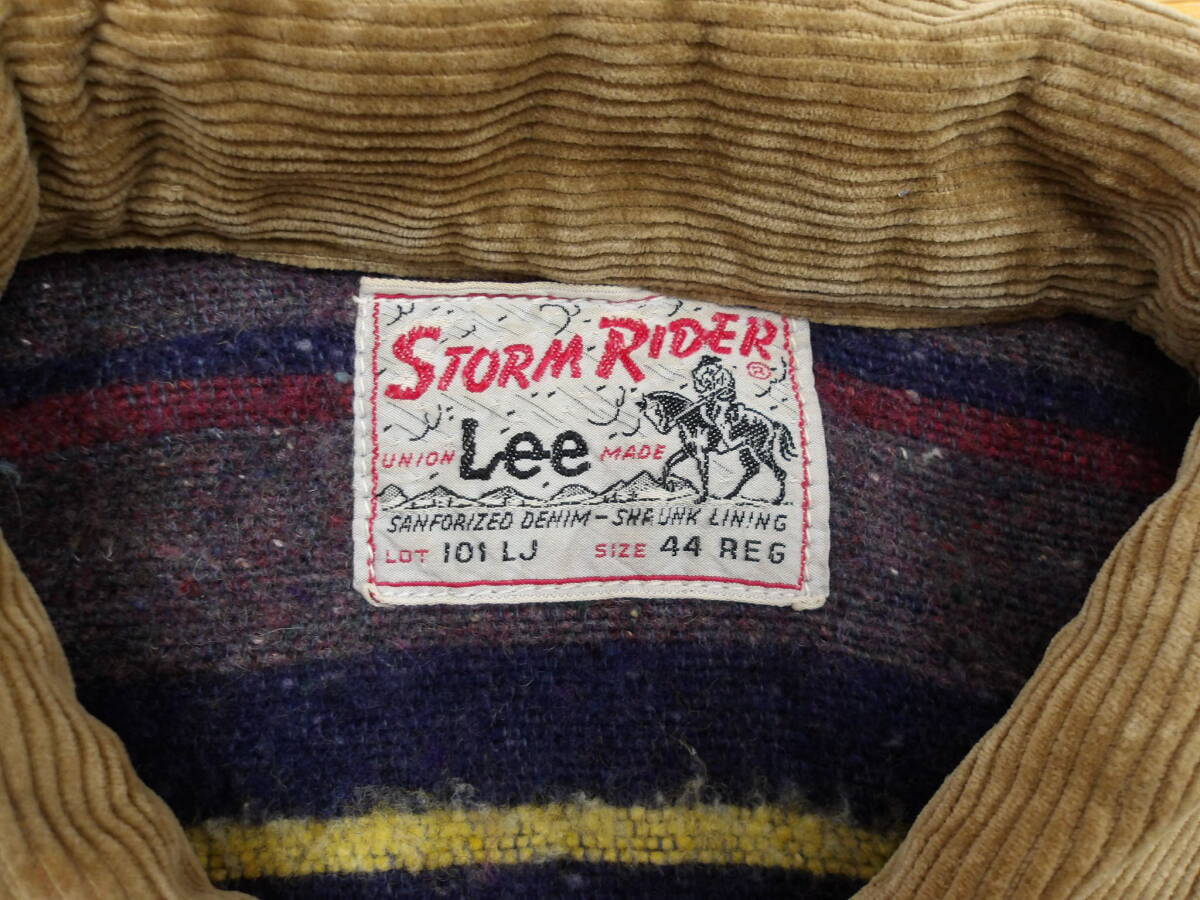 STORM RIDER ®
UNION Lee MADE
SANFORIZED DENIM - SHRUNK LINING
LOT 101 LJ SIZE 44 REG